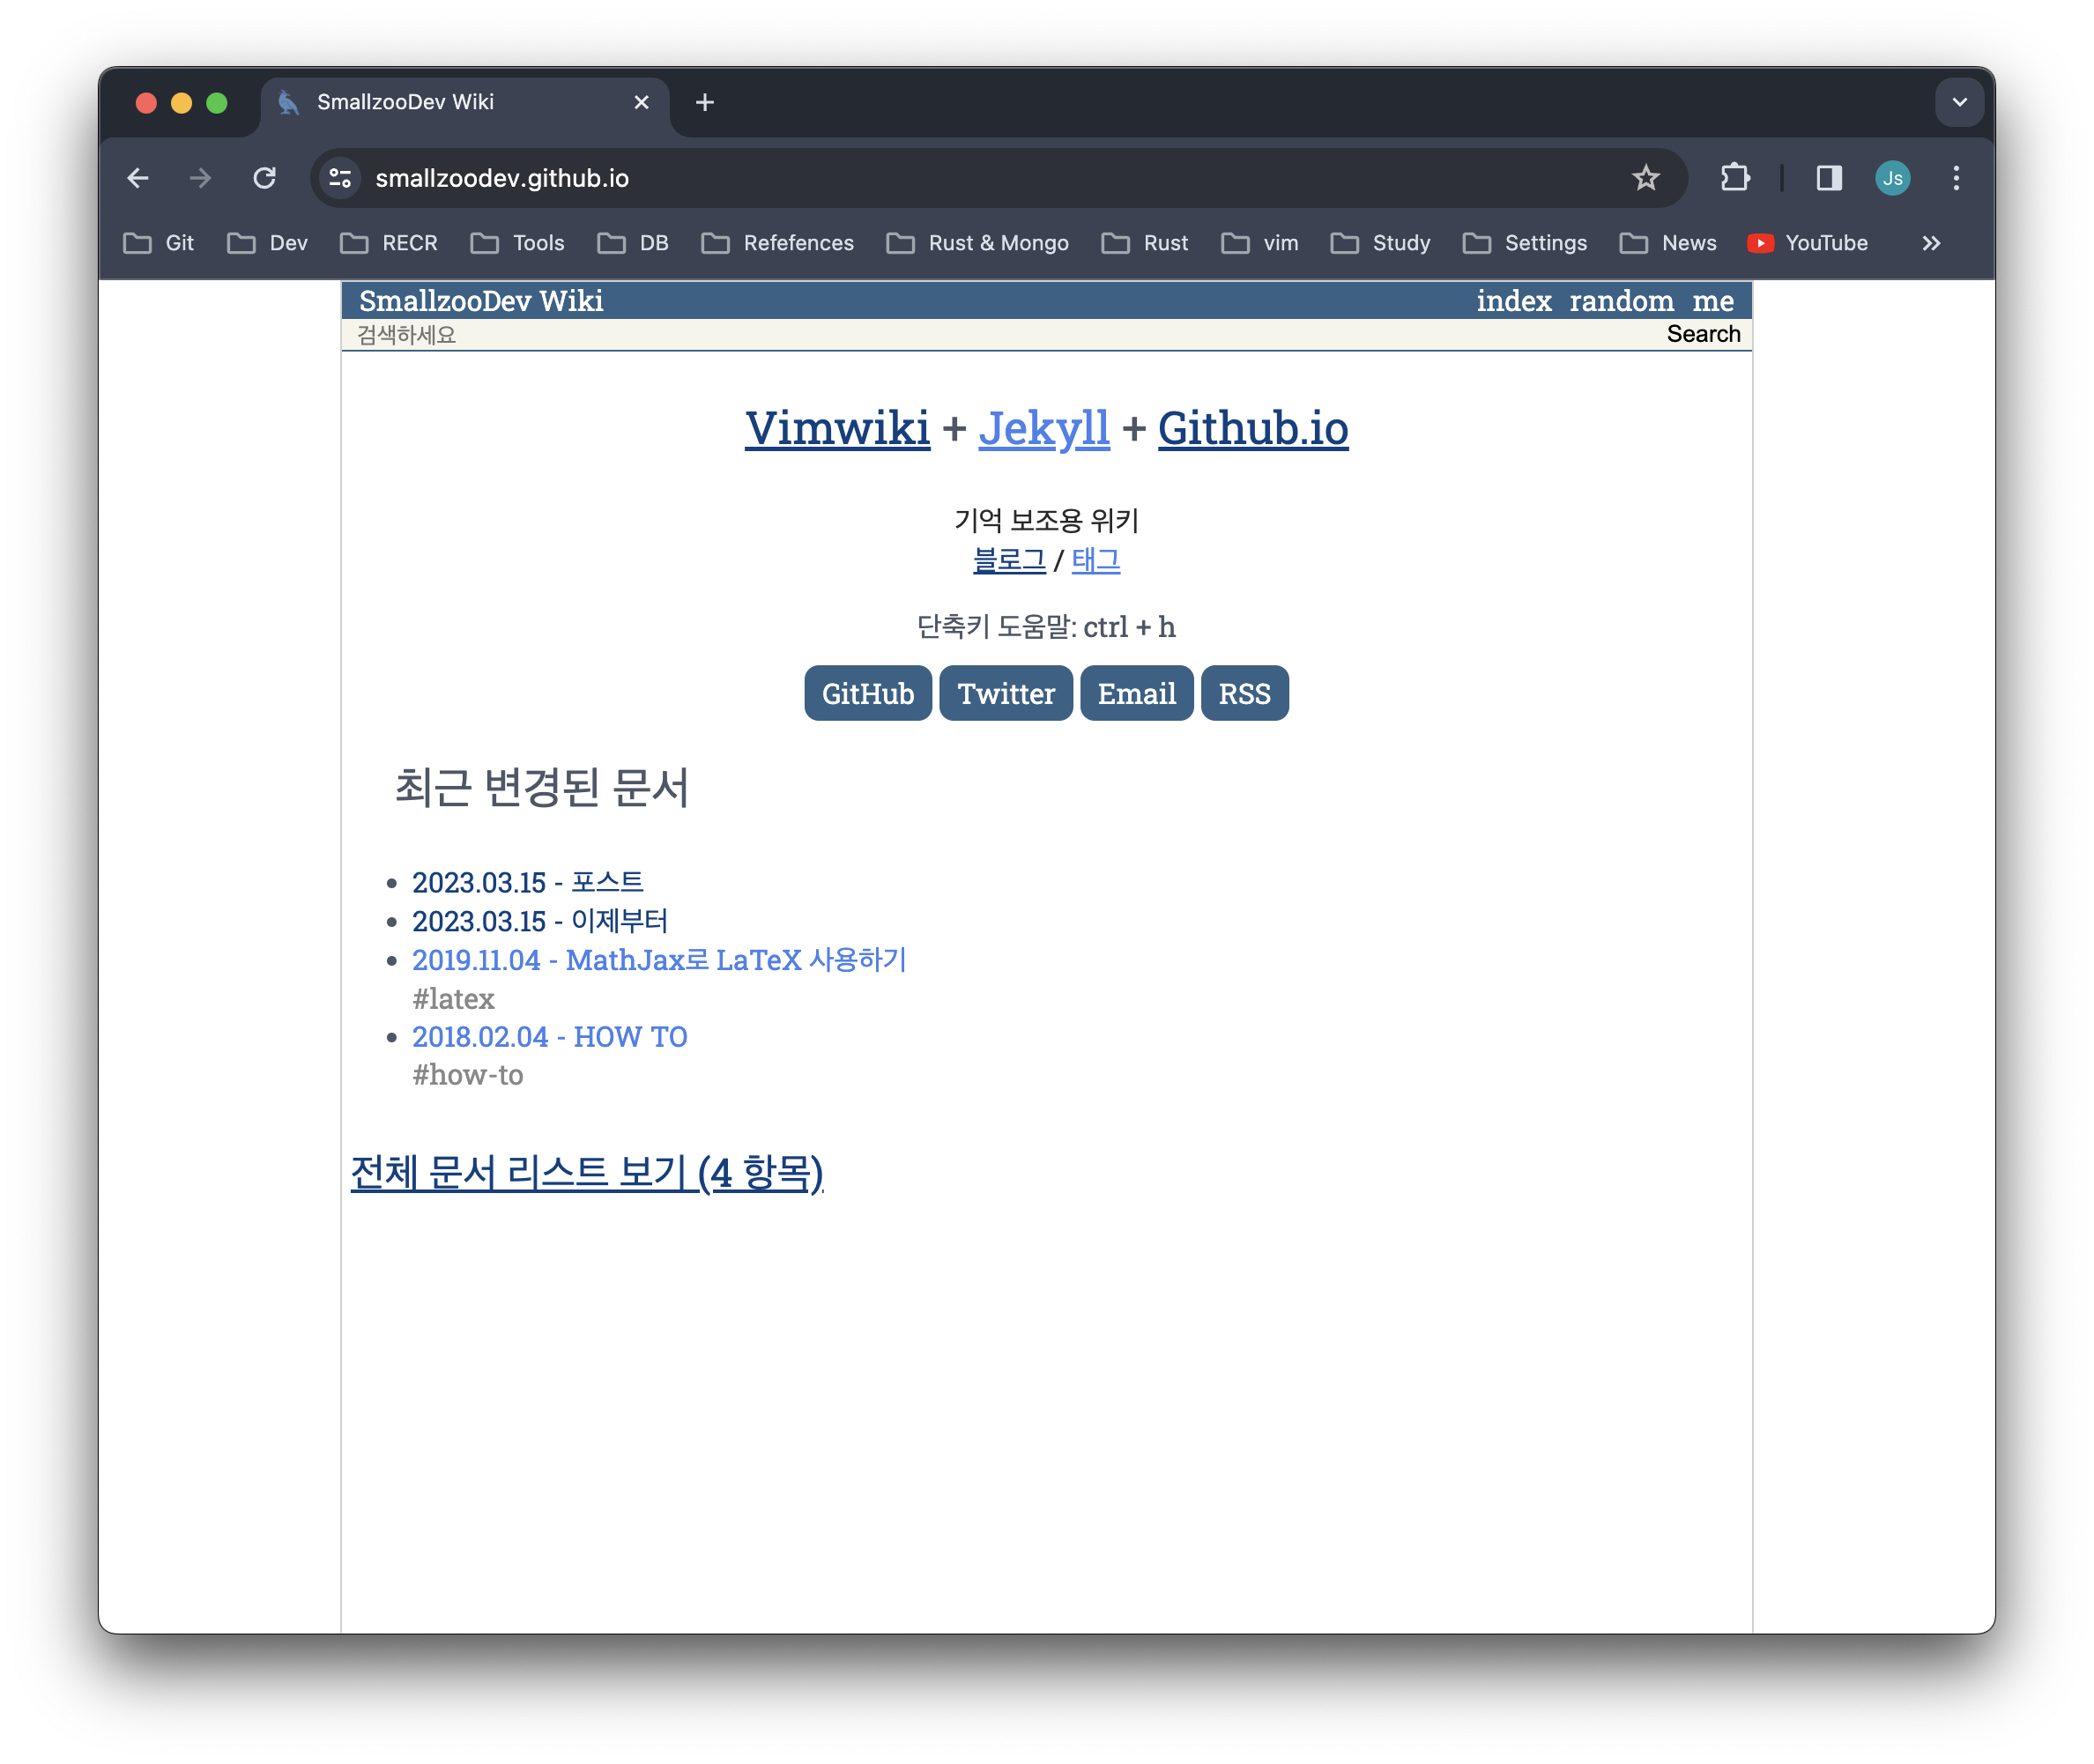 SmallzooDev Wiki
smallzoodev.github.io
Js
Git Dev RECR Tools DB Refefences Rust & Mongo Rust vim Study Settings News YouTube
SmallzooDev Wiki index random me
검색하세요 Search
Vimwiki + Jekyll + Github.io
기억 보조용 위키
블로그 / 태그
단축키 도움말: ctrl + h
GitHub Twitter Email RSS
최근 변경된 문서
2023.03.15 - 포스트
2023.03.15 - 이제부터
2019.11.04 - MathJax로 LaTeX 사용하기
#latex
2018.02.04 - HOW TO
#how-to
전체 문서 리스트 보기 (4 항목)